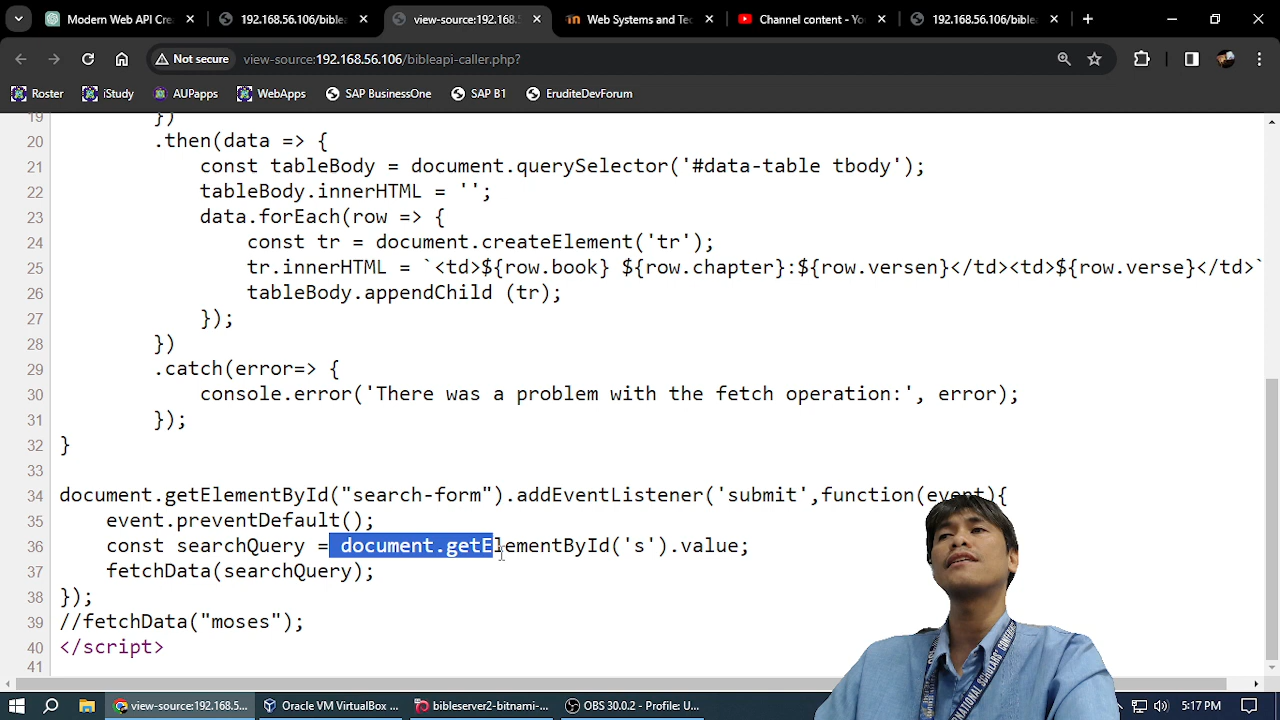 Modern Web API Cre
192.168.56.106/bible
view-source:192.168.5
Web Systems and Tec
Channel content - Yo
192.168.56.106/bible
Not secure
view-source:192.168.56.106/bibleapi-caller.php?
Roster
iStudy
AUPapps
WebApps
SAP BusinessOne
SAP B1
EruditeDevForum
19 })
20 .then(data => {
21 const tableBody = document.querySelector('#data-table tbody');
22 tableBody.innerHTML = '';
23 data.forEach(row => {
24 const tr = document.createElement('tr');
25 tr.innerHTML = `<td>${row.book} ${row.chapter}:${row.versen}</td><td>${row.verse}</td>`
26 tableBody.appendChild (tr);
27 });
28 })
29 .catch(error=> {
30 console.error('There was a problem with the fetch operation:', error);
31 });
32 }
33
34 document.getElementById("search-form").addEventListener('submit',function(event){
35 event.preventDefault();
36 const searchQuery = document.getElementById('s').value;
37 fetchData(searchQuery);
38 });
39 //fetchData("moses");
40 </script>
41
view-source:192.168.5...
Oracle VM VirtualBox ...
bibleserver2-bitnami-...
OBS 30.0.2 - Profile: U...
5:17 PM